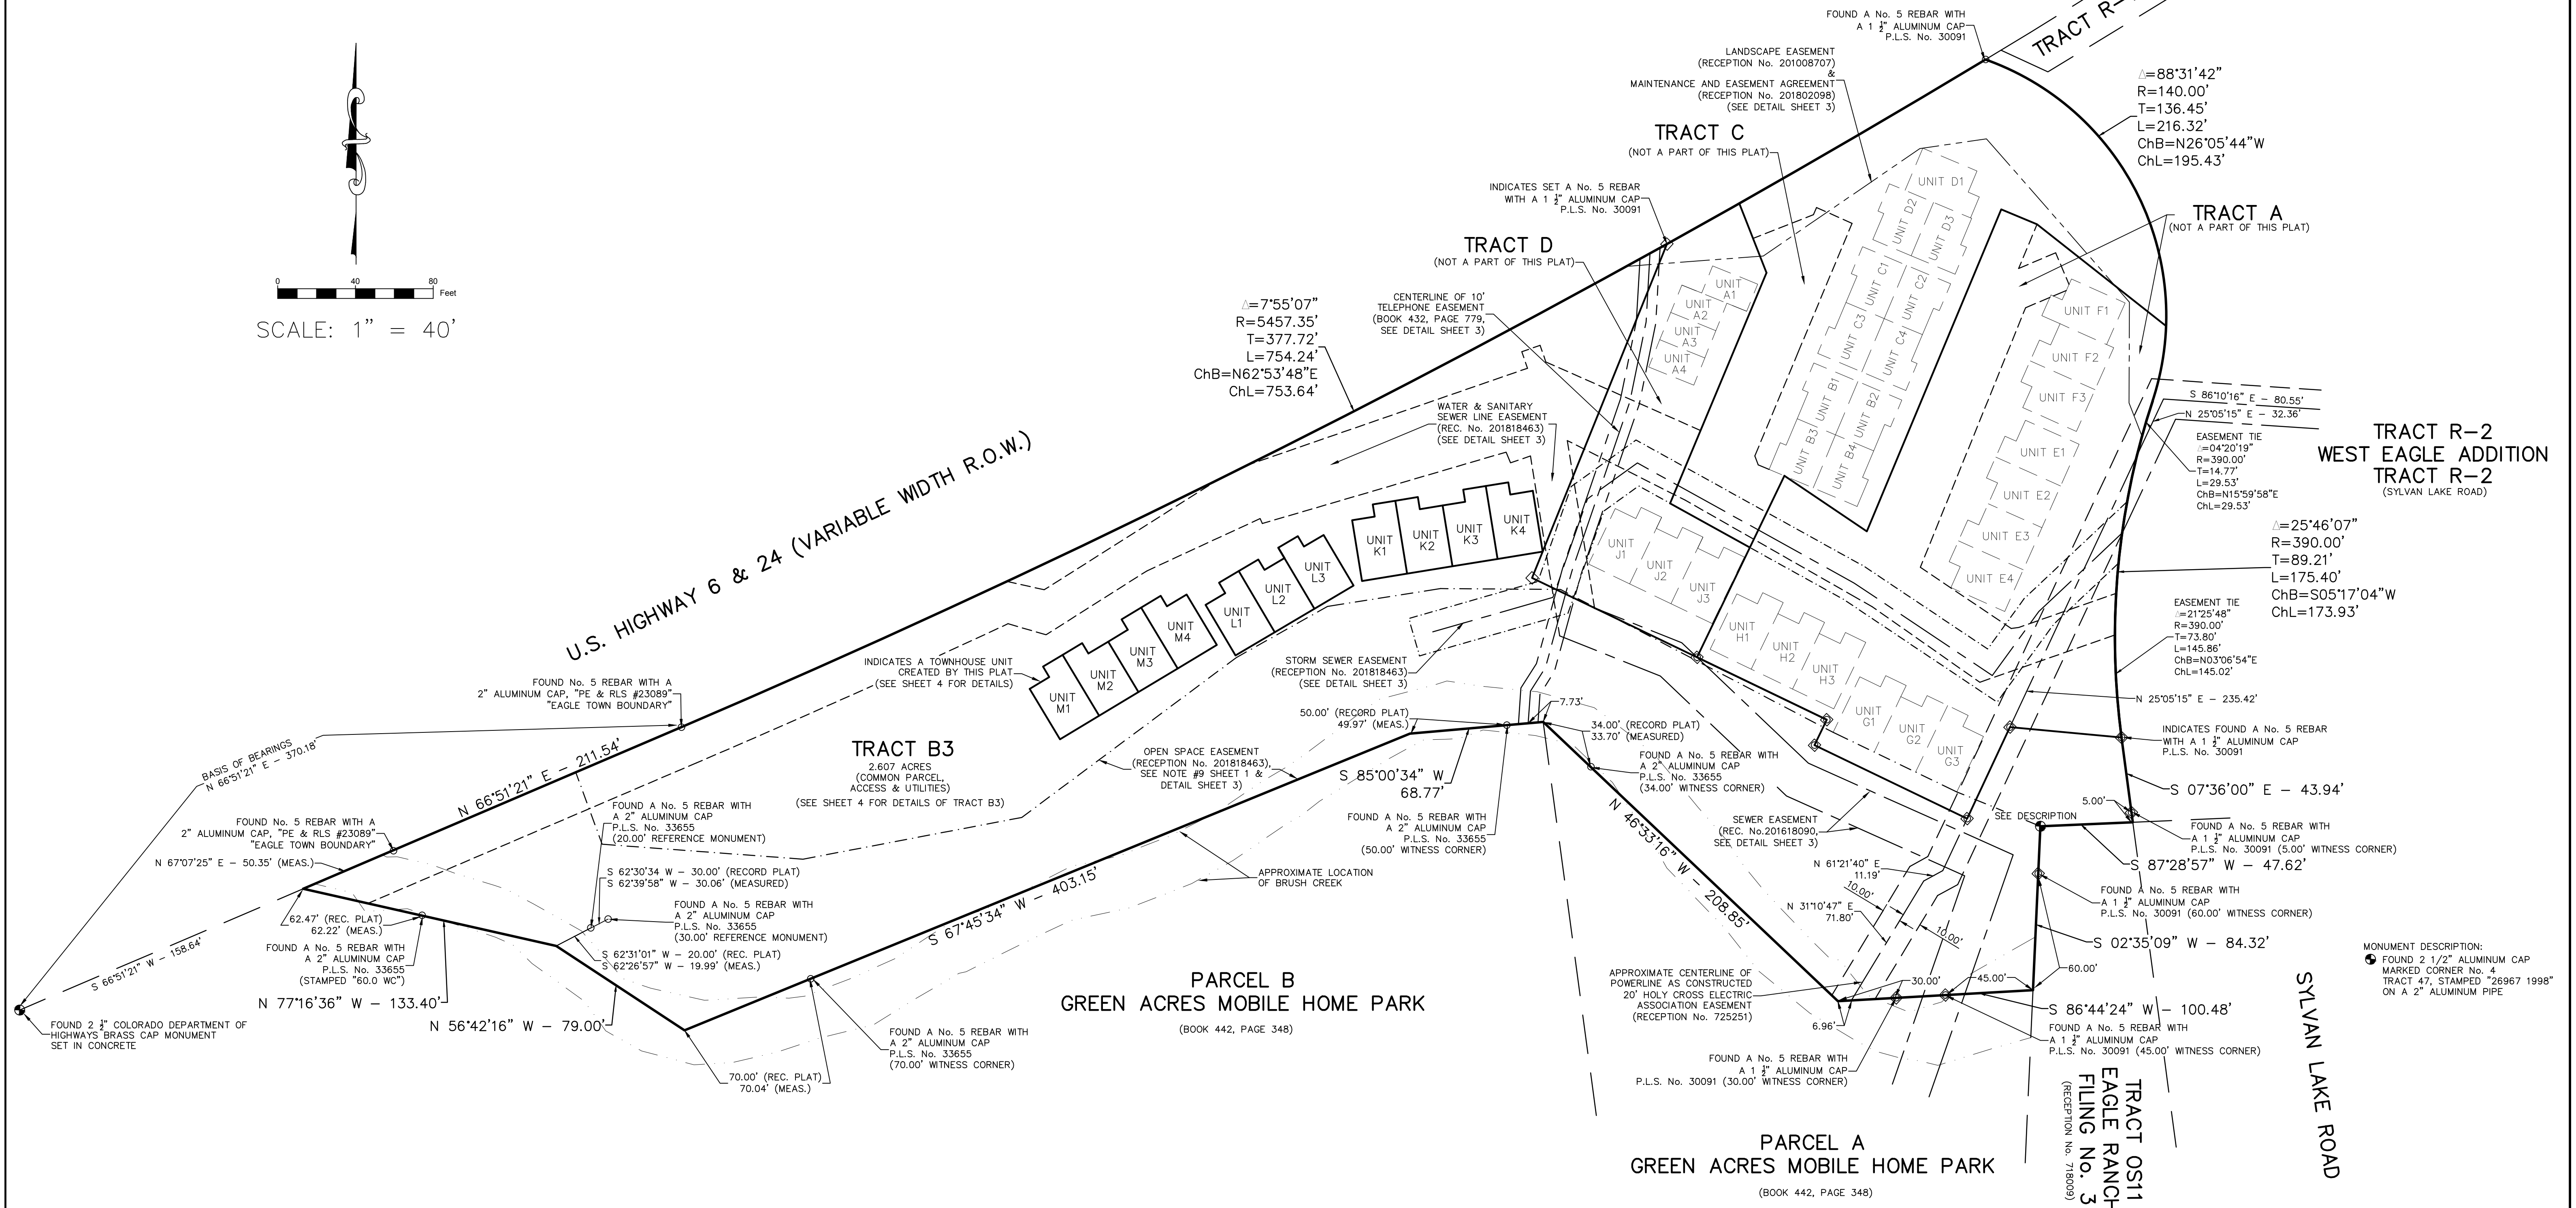 0 40 80 Feet
SCALE: 1" = 40'
FOUND A No. 5 REBAR WITH
A 1 ½" ALUMINUM CAP
P.L.S. No. 30091
TRACT R-
LANDSCAPE EASEMENT
(RECEPTION No. 201008707)
&
MAINTENANCE AND EASEMENT AGREEMENT
(RECEPTION No. 201802098)
(SEE DETAIL SHEET 3)
△=88°31'42"
R=140.00'
T=136.45'
L=216.32'
ChB=N26°05'44"W
ChL=195.43'
TRACT C
(NOT A PART OF THIS PLAT)
INDICATES SET A No. 5 REBAR
WITH A 1 ½" ALUMINUM CAP
P.L.S. No. 30091
TRACT A
(NOT A PART OF THIS PLAT)
TRACT D
(NOT A PART OF THIS PLAT)
CENTERLINE OF 10'
TELEPHONE EASEMENT
(BOOK 432, PAGE 779,
SEE DETAIL SHEET 3)
△=7°55'07"
R=5457.35'
T=377.72'
L=754.24'
ChB=N62°53'48"E
ChL=753.64'
WATER & SANITARY
SEWER LINE EASEMENT
(REC. No. 201818463)
(SEE DETAIL SHEET 3)
UNIT D1
UNIT D2
UNIT D3
UNIT C1
UNIT C2
UNIT C3
UNIT C4
UNIT B1
UNIT B2
UNIT B3
UNIT B4
UNIT
A1
UNIT
A2
UNIT
A3
UNIT
A4
UNIT F1
UNIT F2
UNIT F3
UNIT E1
UNIT E2
UNIT E3
UNIT E4
S 86°10'16" E - 80.55'
N 25°05'15" E - 32.36'
EASEMENT TIE
△=04°20'19"
R=390.00'
T=14.77'
L=29.53'
ChB=N15°59'58"E
ChL=29.53'
TRACT R-2
WEST EAGLE ADDITION
TRACT R-2
(SYLVAN LAKE ROAD)
△=25°46'07"
R=390.00'
T=89.21'
L=175.40'
ChB=S05°17'04"W
ChL=173.93'
EASEMENT TIE
△=21°25'48"
R=390.00'
T=73.80'
L=145.86'
ChB=N03°06'54"E
ChL=145.02'
N 25°05'15" E - 235.42'
INDICATES FOUND A No. 5 REBAR
WITH A 1 ½" ALUMINUM CAP
P.L.S. No. 30091
S 07°36'00" E - 43.94'
5.00'
SEE DESCRIPTION
FOUND A No. 5 REBAR WITH
A 1 ½" ALUMINUM CAP
P.L.S. No. 30091 (5.00' WITNESS CORNER)
S 87°28'57" W - 47.62'
FOUND A No. 5 REBAR WITH
A 1 ½" ALUMINUM CAP
P.L.S. No. 30091 (60.00' WITNESS CORNER)
S 02°35'09" W - 84.32'
60.00'
S 86°44'24" W - 100.48'
FOUND A No. 5 REBAR WITH
A 1 ½" ALUMINUM CAP
P.L.S. No. 30091 (45.00' WITNESS CORNER)
MONUMENT DESCRIPTION:
FOUND 2 1/2" ALUMINUM CAP
MARKED CORNER No. 4
TRACT 47, STAMPED "26967 1998"
ON A 2" ALUMINUM PIPE
U.S. HIGHWAY 6 & 24 (VARIABLE WIDTH R.O.W.)
UNIT
K1
UNIT
K2
UNIT
K3
UNIT
K4
UNIT
L1
UNIT
L2
UNIT
L3
UNIT
M1
UNIT
M2
UNIT
M3
UNIT
M4
UNIT
J1
UNIT
J2
UNIT
J3
UNIT
H1
UNIT
H2
UNIT
H3
UNIT
G1
UNIT
G2
UNIT
G3
INDICATES A TOWNHOUSE UNIT
CREATED BY THIS PLAT
(SEE SHEET 4 FOR DETAILS)
STORM SEWER EASEMENT
(RECEPTION No. 201818463)
(SEE DETAIL SHEET 3)
FOUND No. 5 REBAR WITH A
2" ALUMINUM CAP, "PE & RLS #23089"
"EAGLE TOWN BOUNDARY"
BASIS OF BEARINGS
N 66°51'21" E - 370.18'
N 66°51'21" E - 211.54'
TRACT B3
2.607 ACRES
(COMMON PARCEL,
ACCESS & UTILITIES)
(SEE SHEET 4 FOR DETAILS OF TRACT B3)
OPEN SPACE EASEMENT
(RECEPTION No. 201818463),
SEE NOTE #9 SHEET 1 &
DETAIL SHEET 3)
50.00' (RECORD PLAT)
49.97' (MEAS.)
7.73'
34.00' (RECORD PLAT)
33.70' (MEASURED)
S 85°00'34" W
68.77'
FOUND A No. 5 REBAR WITH
A 2" ALUMINUM CAP
P.L.S. No. 33655
(34.00' WITNESS CORNER)
FOUND A No. 5 REBAR WITH
A 2" ALUMINUM CAP
P.L.S. No. 33655
(50.00' WITNESS CORNER)
N 46°33'16" W - 208.85'
SEWER EASEMENT
(REC. No.201618090,
SEE DETAIL SHEET 3)
N 61°21'40" E
11.19'
10.00'
N 31°10'47" E
71.80'
10.00'
FOUND No. 5 REBAR WITH A
2" ALUMINUM CAP, "PE & RLS #23089"
"EAGLE TOWN BOUNDARY"
N 67°07'25" E - 50.35' (MEAS.)
FOUND A No. 5 REBAR WITH
A 2" ALUMINUM CAP
P.L.S. No. 33655
(20.00' REFERENCE MONUMENT)
S 62°30'34 W - 30.00' (RECORD PLAT)
S 62°39'58" W - 30.06' (MEASURED)
FOUND A No. 5 REBAR WITH
A 2" ALUMINUM CAP
P.L.S. No. 33655
(30.00' REFERENCE MONUMENT)
S 62°31'01" W - 20.00' (REC. PLAT)
S 62°26'57" W - 19.99' (MEAS.)
62.47' (REC. PLAT)
62.22' (MEAS.)
FOUND A No. 5 REBAR WITH
A 2" ALUMINUM CAP
P.L.S. No. 33655
(STAMPED "60.0 WC")
S 66°51'21" W - 158.64'
N 77°16'36" W - 133.40'
N 56°42'16" W - 79.00'
FOUND 2 ½" COLORADO DEPARTMENT OF
HIGHWAYS BRASS CAP MONUMENT
SET IN CONCRETE
S 67°45'34" W - 403.15'
APPROXIMATE LOCATION
OF BRUSH CREEK
70.00' (REC. PLAT)
70.04' (MEAS.)
FOUND A No. 5 REBAR WITH
A 2" ALUMINUM CAP
P.L.S. No. 33655
(70.00' WITNESS CORNER)
PARCEL B
GREEN ACRES MOBILE HOME PARK
(BOOK 442, PAGE 348)
APPROXIMATE CENTERLINE OF
POWERLINE AS CONSTRUCTED
20' HOLY CROSS ELECTRIC
ASSOCIATION EASEMENT
(RECEPTION No. 725251)
6.96'
30.00'
45.00'
FOUND A No. 5 REBAR WITH
A 1 ½" ALUMINUM CAP
P.L.S. No. 30091 (30.00' WITNESS CORNER)
PARCEL A
GREEN ACRES MOBILE HOME PARK
(BOOK 442, PAGE 348)
TRACT OS11
EAGLE RANCH
FILING No. 3
(RECEPTION No. 718009)
SYLVAN LAKE ROAD